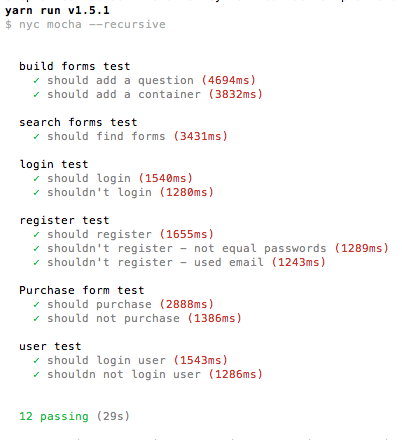 yarn run v1.5.1
$ nyc mocha --recursive
build forms test
✓ should add a question (4694ms)
✓ should add a container (3832ms)
search forms test
✓ should find forms (3431ms)
login test
✓ should login (1540ms)
✓ shouldn't login (1280ms)
register test
✓ should register (1655ms)
✓ shouldn't register – not equal passwords (1289ms)
✓ shouldn't register – used email (1243ms)
Purchase form test
✓ should purchase (2888ms)
✓ should not purchase (1386ms)
user test
✓ should login user (1543ms)
✓ shouldn not login user (1286ms)
12 passing (29s)